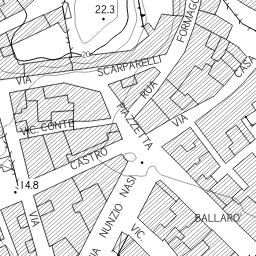 22.3
20
FORMAGGI
VIA SCARPARELLI
CASA
RUA
PIAZZETTA
VIA
VIC. CONTE
CASTRO
14.8
NUNZIO NASI
VIA
BALLARO'
VIC.
VIA